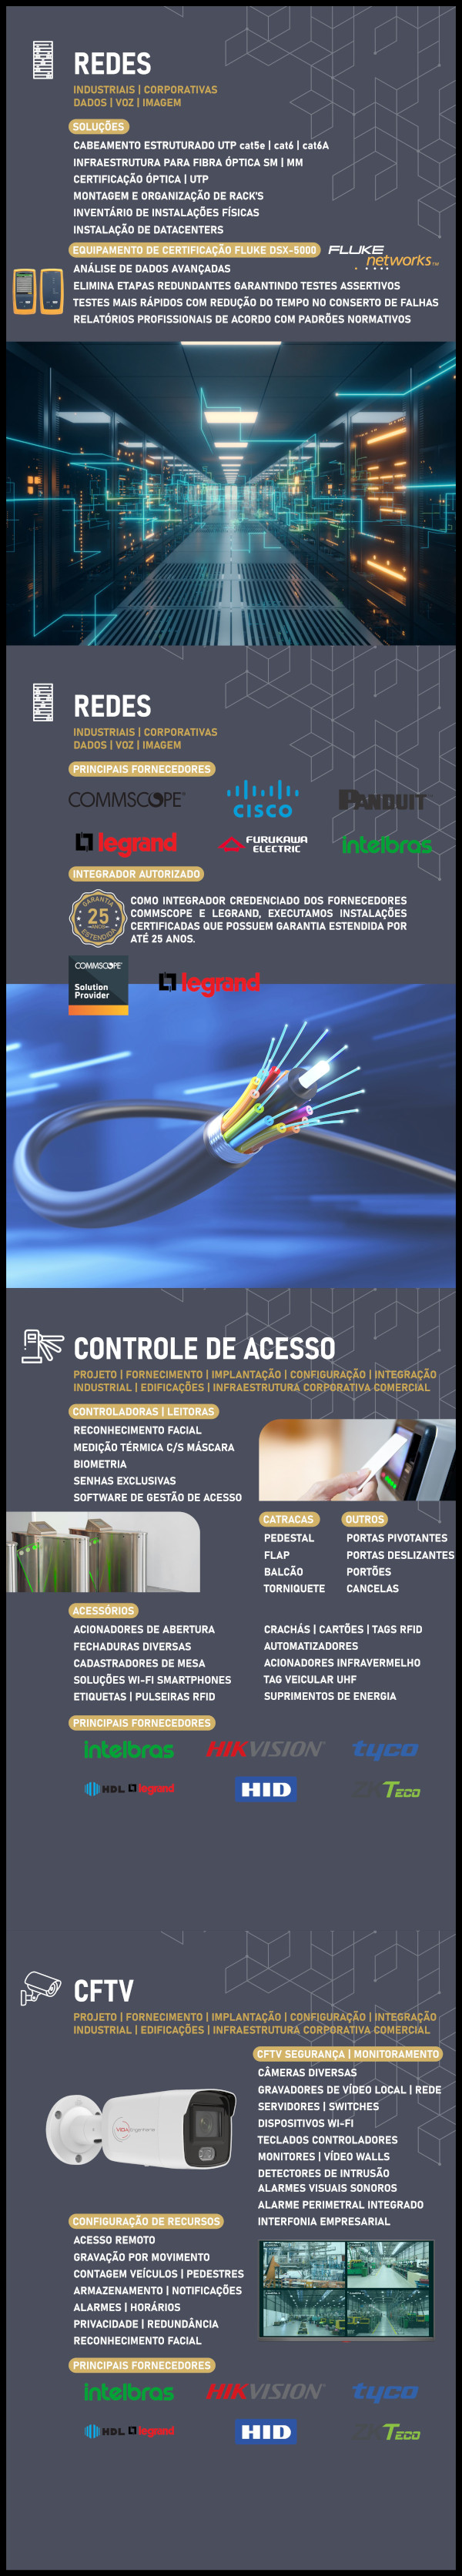 REDES
INDUSTRIAIS | CORPORATIVAS
DADOS | VOZ | IMAGEM
SOLUÇÕES
CABEAMENTO ESTRUTURADO UTP cat5e | cat6 | cat6A
INFRAESTRUTURA PARA FIBRA ÓPTICA SM | MM
CERTIFICAÇÃO ÓPTICA | UTP
MONTAGEM E ORGANIZAÇÃO DE RACK'S
INVENTÁRIO DE INSTALAÇÕES FÍSICAS
INSTALAÇÃO DE DATACENTERS
EQUIPAMENTO DE CERTIFICAÇÃO FLUKE DSX-5000
FLUKE
networks™
ANÁLISE DE DADOS AVANÇADAS
ELIMINA ETAPAS REDUNDANTES GARANTINDO TESTES ASSERTIVOS
TESTES MAIS RÁPIDOS COM REDUÇÃO DO TEMPO NO CONSERTO DE FALHAS
RELATÓRIOS PROFISSIONAIS DE ACORDO COM PADRÕES NORMATIVOS
REDES
INDUSTRIAIS | CORPORATIVAS
DADOS | VOZ | IMAGEM
PRINCIPAIS FORNECEDORES
COMMSCOPE™
CISCO
PANDUIT
legrand
FURUKAWA
ELECTRIC
intelbras
INTEGRADOR AUTORIZADO
GARANTIA
25
ANOS
ESTENDIDA
COMO INTEGRADOR CREDENCIADO DOS FORNECEDORES
COMMSCOPE E LEGRAND, EXECUTAMOS INSTALAÇÕES
CERTIFICADAS QUE POSSUEM GARANTIA ESTENDIDA POR
ATÉ 25 ANOS.
COMMSCOPE
Solution
Provider
legrand
CONTROLE DE ACESSO
PROJETO | FORNECIMENTO | IMPLANTAÇÃO | CONFIGURAÇÃO | INTEGRAÇÃO
INDUSTRIAL | EDIFICAÇÕES | INFRAESTRUTURA CORPORATIVA COMERCIAL
CONTROLADORAS | LEITORAS
RECONHECIMENTO FACIAL
MEDIÇÃO TÉRMICA C/S MÁSCARA
BIOMETRIA
SENHAS EXCLUSIVAS
SOFTWARE DE GESTÃO DE ACESSO
CATRACAS
PEDESTAL
FLAP
BALCÃO
TORNIQUETE
OUTROS
PORTAS PIVOTANTES
PORTAS DESLIZANTES
PORTÕES
CANCELAS
ACESSÓRIOS
ACIONADORES DE ABERTURA
FECHADURAS DIVERSAS
CADASTRADORES DE MESA
SOLUÇÕES WI-FI SMARTPHONES
ETIQUETAS | PULSEIRAS RFID
CRACHÁS | CARTÕES | TAGS RFID
AUTOMATIZADORES
ACIONADORES INFRAVERMELHO
TAG VEICULAR UHF
SUPRIMENTOS DE ENERGIA
PRINCIPAIS FORNECEDORES
intelbras
HIKVISION
tyco
HDL legrand
HID
ZKTeco
CFTV
PROJETO | FORNECIMENTO | IMPLANTAÇÃO | CONFIGURAÇÃO | INTEGRAÇÃO
INDUSTRIAL | EDIFICAÇÕES | INFRAESTRUTURA CORPORATIVA COMERCIAL
CFTV SEGURANÇA | MONITORAMENTO
CÂMERAS DIVERSAS
GRAVADORES DE VÍDEO LOCAL | REDE
SERVIDORES | SWITCHES
DISPOSITIVOS WI-FI
TECLADOS CONTROLADORES
MONITORES | VÍDEO WALLS
DETECTORES DE INTRUSÃO
ALARMES VISUAIS SONOROS
ALARME PERIMETRAL INTEGRADO
INTERFONIA EMPRESARIAL
VIDA Engenharia
CONFIGURAÇÃO DE RECURSOS
ACESSO REMOTO
GRAVAÇÃO POR MOVIMENTO
CONTAGEM VEÍCULOS | PEDESTRES
ARMAZENAMENTO | NOTIFICAÇÕES
ALARMES | HORÁRIOS
PRIVACIDADE | REDUNDÂNCIA
RECONHECIMENTO FACIAL
PRINCIPAIS FORNECEDORES
intelbras
HIKVISION
tyco
HDL legrand
HID
ZKTeco